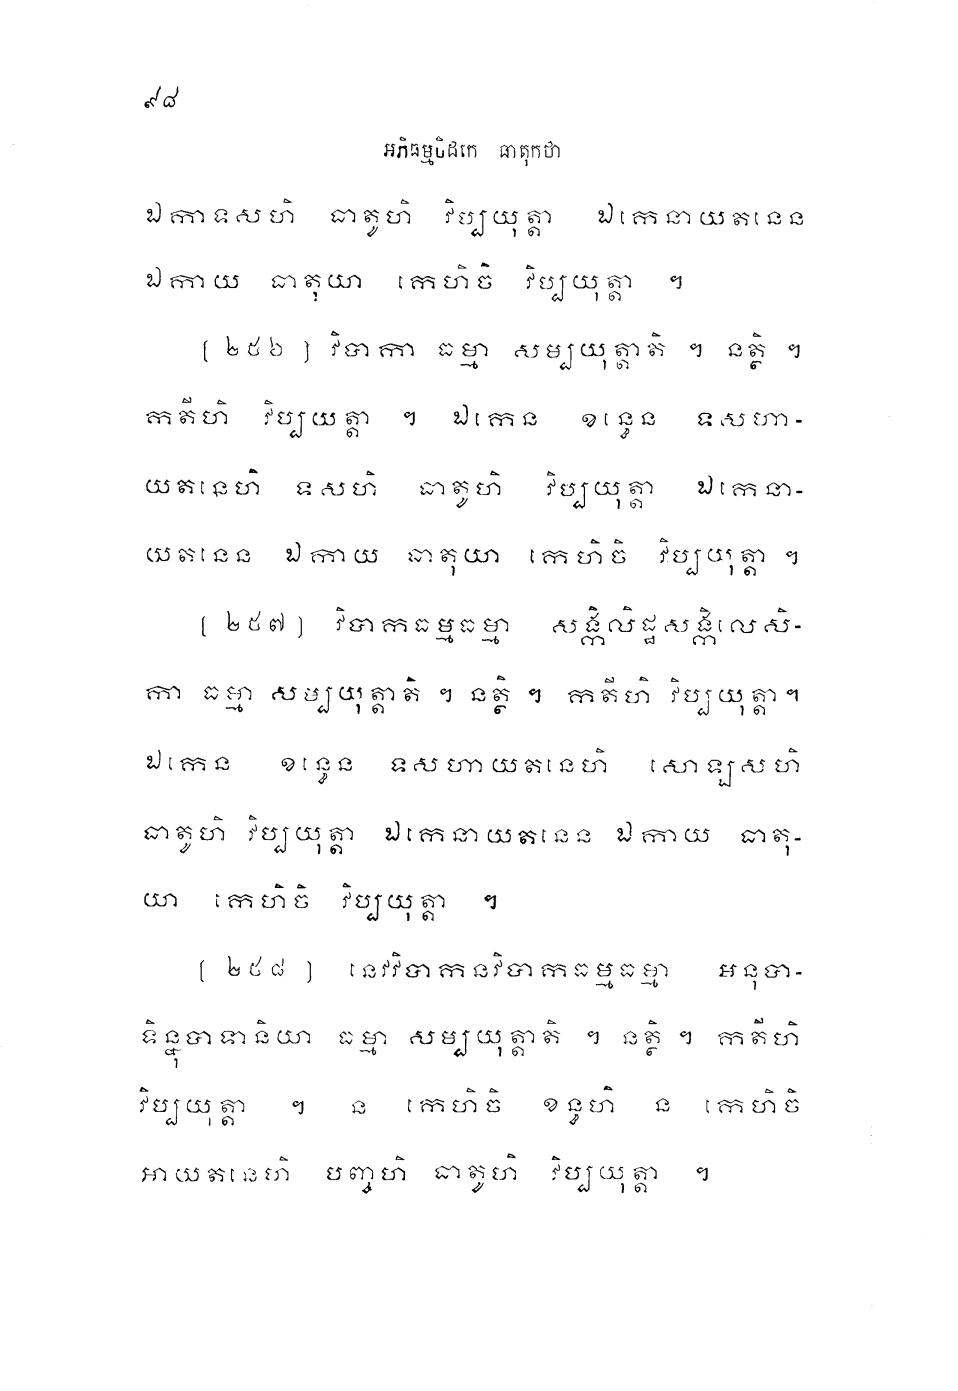 ៩៨
អភិធម្មបិដកេ ធាតុកថា
ឯកាទសហិ ធាតូហិ វិប្បយុត្តា ឯកេនាយតនេន
ឯកាយ ធាតុយា កេហិចិ វិប្បយុត្តា ។
[ ២៥៦ ] វិបាកា ធម្មា សម្បយុត្តាតិ ។ នត្ថិ ។
កតីហិ វិប្បយត្តា ។ ឯកេន ខន្ធេន ទសហា-
យតនេហិ ទសហិ ធាតូហិ វិប្បយុត្តា ឯកេនា-
យតនេន ឯកាយ ធាតុយា កេហិចិ វិប្បយុត្តា ។
[ ២៥៧ ] វិបាកធម្មធម្មា សង្កិលិដ្ឋសង្កិលេសិ-
កា ធម្មា សម្បយុត្តាតិ ។ នត្ថិ ។ កតីហិ វិប្បយុត្តា ។
ឯកេន ខន្ធេន ទសហាយតនេហិ សោឡសហិ
ធាតូហិ វិប្បយុត្តា ឯកេនាយតនេន ឯកាយ ធាតុ-
យា កេហិចិ វិប្បយុត្តា ។
[ ២៥៨ ] នេវវិបាកនវិបាកធម្មធម្មា អនុបា-
ទិន្នុបាទានិយា ធម្មា សម្បយុត្តាតិ ។ នត្ថិ ។ កតីហិ
វិប្បយុត្តា ។ ន កេហិចិ ខន្ធេហិ ន កេហិចិ
អាយតនេហិ បញ្ចហិ ធាតូហិ វិប្បយុត្តា ។